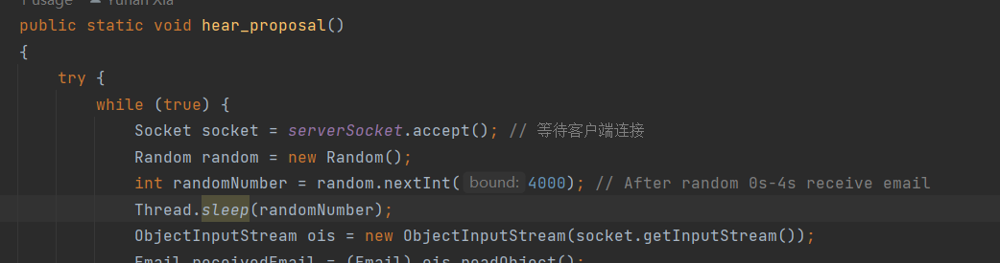 1 usage Yunan Xia
public static void hear_proposal()
{
try {
while (true) {
Socket socket = serverSocket.accept(); // 等待客户端连接
Random random = new Random();
int randomNumber = random.nextInt( bound: 4000); // After random 0s-4s receive email
Thread.sleep(randomNumber);
ObjectInputStream ois = new ObjectInputStream(socket.getInputStream());
Email receivedEmail = (Email) ois.readObject();